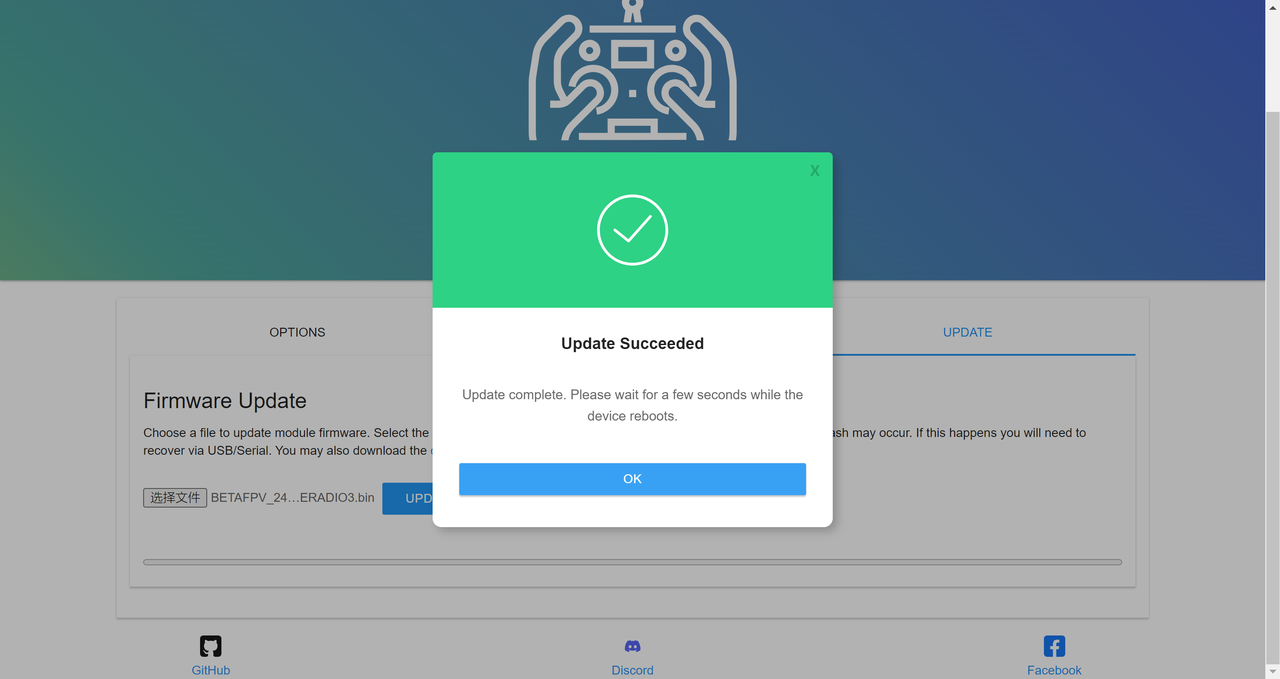 X
Update Succeeded
Update complete. Please wait for a few seconds while the
device reboots.
OK
OPTIONS
UPDATE
Firmware Update
Choose a file to update module firmware. Select the
ash may occur. If this happens you will need to
recover via USB/Serial. You may also download the
选择文件 BETAFPV_24…ERADIO3.bin UPD
GitHub
Discord
Facebook